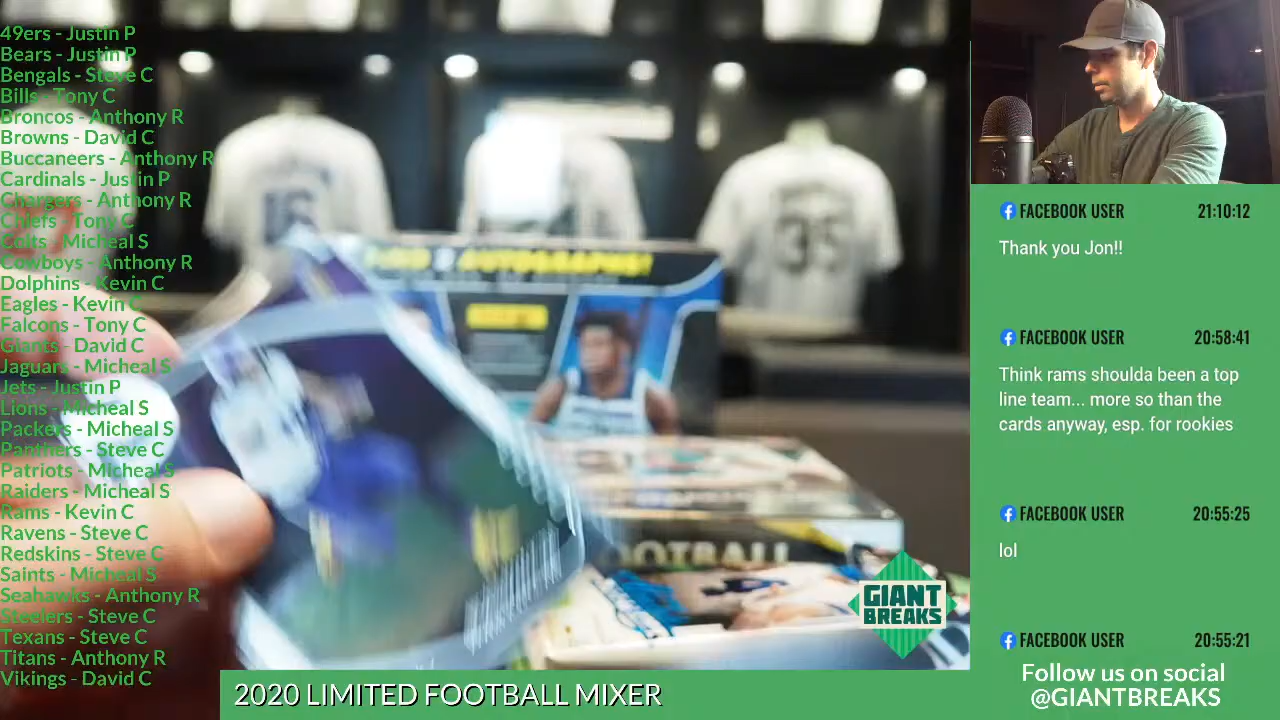 49ers - Justin P
Bears - Justin P
Bengals - Steve C
Bills - Tony C
Broncos - Anthony R
Browns - David C
Buccaneers - Anthony R
Cardinals - Justin P
Chargers - Anthony R
Chiefs - Tony C
Colts - Micheal S
Cowboys - Anthony R
Dolphins - Kevin C
Eagles - Kevin C
Falcons - Tony C
Giants - David C
Jaguars - Micheal S
Jets - Justin P
Lions - Micheal S
Packers - Micheal S
Panthers - Steve C
Patriots - Micheal S
Raiders - Micheal S
Rams - Kevin C
Ravens - Steve C
Redskins - Steve C
Saints - Micheal S
Seahawks - Anthony R
Steelers - Steve C
Texans - Steve C
Titans - Anthony R
Vikings - David C
AUTOGRAPHS!
35
FOOTBALL
GIANT
BREAKS
2020 LIMITED FOOTBALL MIXER
FACEBOOK USER 21:10:12
Thank you Jon!!
FACEBOOK USER 20:58:41
Think rams shoulda been a top
line team... more so than the
cards anyway, esp. for rookies
FACEBOOK USER 20:55:25
lol
FACEBOOK USER 20:55:21
Follow us on social
@GIANTBREAKS